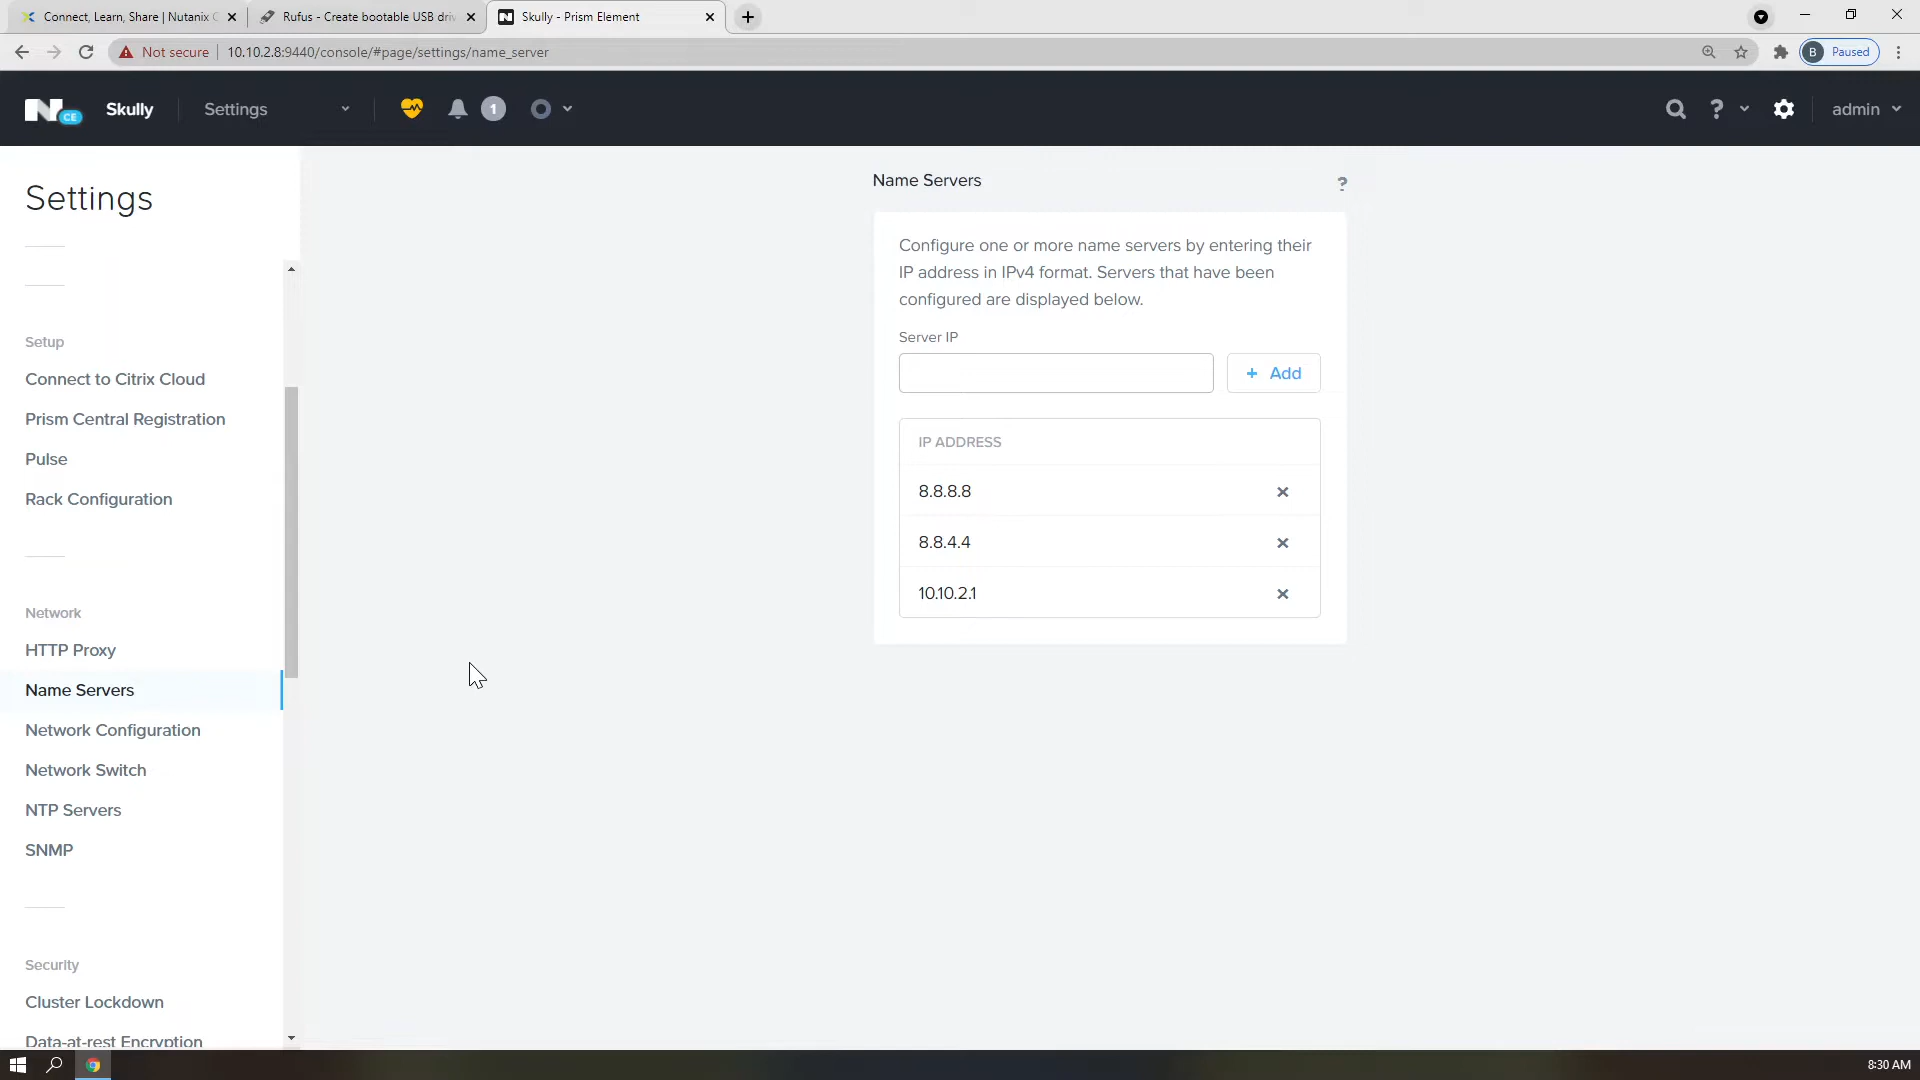 Connect, Learn, Share | Nutanix C
Rufus - Create bootable USB driv
Skully - Prism Element
Not secure
10.10.2.8:9440/console/#page/settings/name_server
B
Paused
N
CE
Skully
Settings
1
?
admin
Settings
Setup
Connect to Citrix Cloud
Prism Central Registration
Pulse
Rack Configuration
Network
HTTP Proxy
Name Servers
Network Configuration
Network Switch
NTP Servers
SNMP
Security
Cluster Lockdown
Data-at-rest Encryption
Name Servers
?
Configure one or more name servers by entering their
IP address in IPv4 format. Servers that have been
configured are displayed below.
Server IP
+ Add
IP ADDRESS
8.8.8.8
8.8.4.4
10.10.2.1
8:30 AM